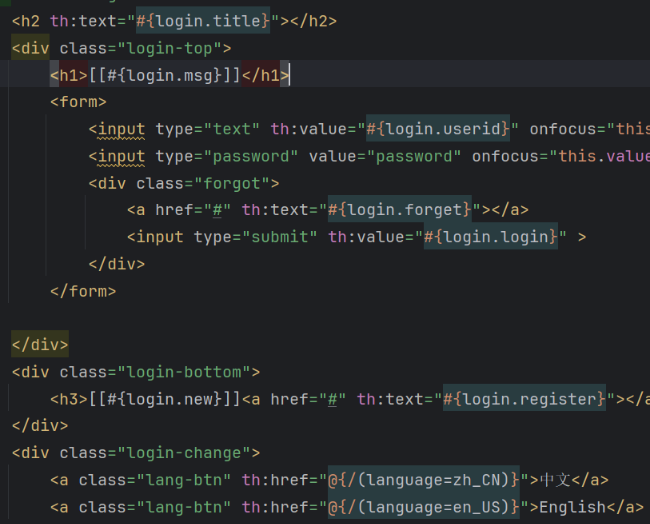 <h2 th:text="#{login.title}"></h2>
<div class="login-top">
<h1>[[#{login.msg}]]</h1>
<form>
<input type="text" th:value="#{login.userid}" onfocus="this
<input type="password" value="password" onfocus="this.value
<div class="forgot">
<a href="#" th:text="#{login.forget}"></a>
<input type="submit" th:value="#{login.login}" >
</div>
</form>
</div>
<div class="login-bottom">
<h3>[[#{login.new}]]<a href="#" th:text="#{login.register}"></a
</div>
<div class="login-change">
<a class="lang-btn" th:href="@{/(language=zh_CN)}">中文</a>
<a class="lang-btn" th:href="@{/(language=en_US)}">English</a>